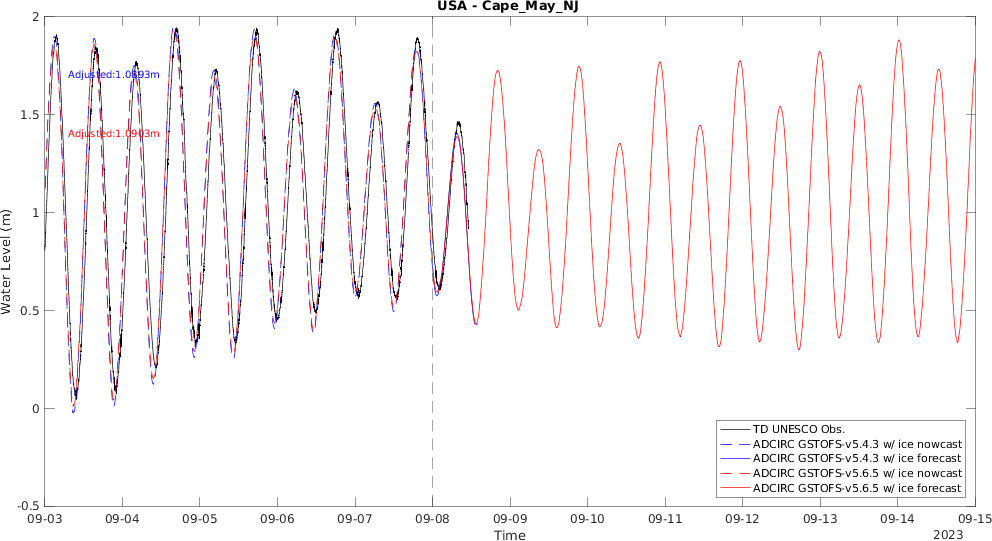 USA - Cape_May_NJ
2
1.5
1
0.5
0
-0.5
Water Level (m)
Adjusted:1.0893m
Adjusted:1.0903m
TD UNESCO Obs.
ADCIRC GSTOFS-v5.4.3 w/ ice nowcast
ADCIRC GSTOFS-v5.4.3 w/ ice forecast
ADCIRC GSTOFS-v5.6.5 w/ ice nowcast
ADCIRC GSTOFS-v5.6.5 w/ ice forecast
09-03 09-04 09-05 09-06 09-07 09-08 09-09 09-10 09-11 09-12 09-13 09-14 09-15
Time
2023